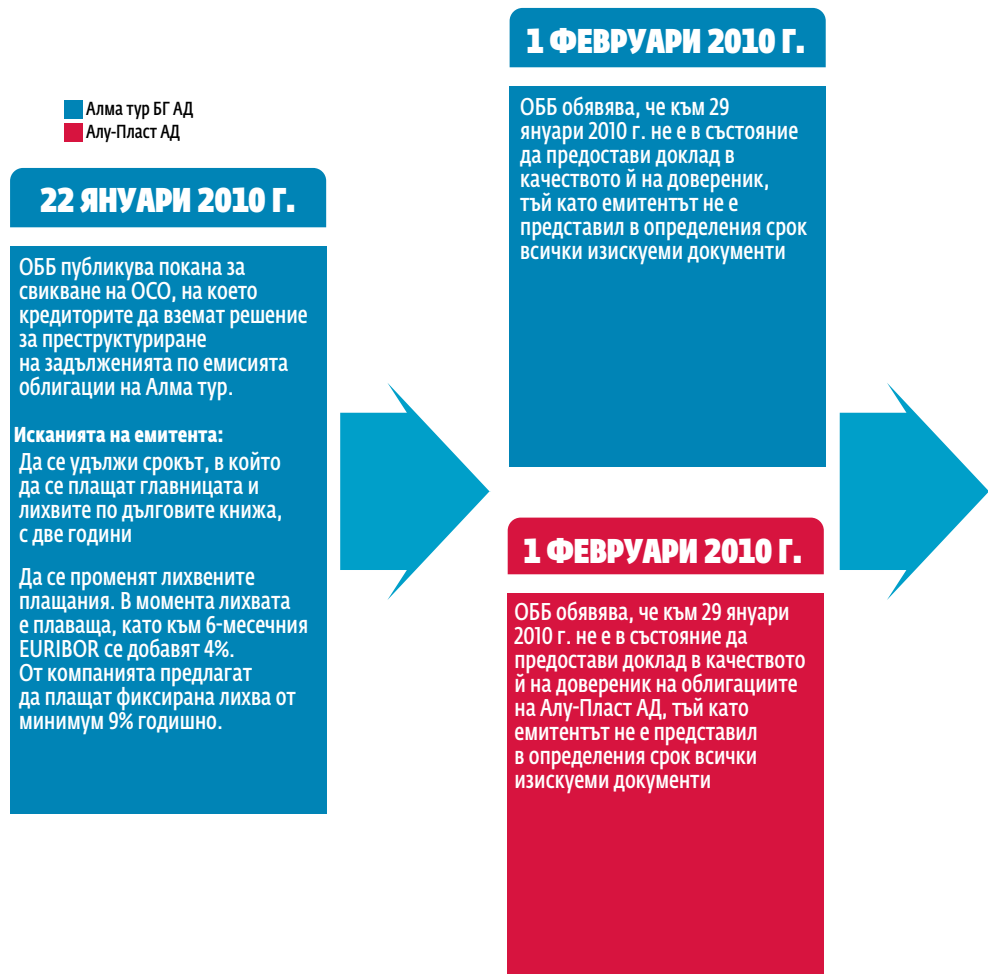 Алма тур БГ АД
Алу-Пласт АД
22 ЯНУАРИ 2010 Г.
ОББ публикува покана за
свикване на ОСО, на което
кредиторите да вземат решение
за преструктуриране
на задълженията по емисията
облигации на Алма тур.
Исканията на емитента:
Да се удължи срокът, в който
да се плащат главницата и
лихвите по дълговите книжа,
с две години
Да се променят лихвените
плащания. В момента лихвата
е плаваща, като към 6-месечния
EURIBOR се добавят 4%.
От компанията предлагат
да плащат фиксирана лихва от
минимум 9% годишно.
1 ФЕВРУАРИ 2010 Г.
ОББ обявява, че към 29
януари 2010 г. не е в състояние
да предостави доклад в
качеството й на довереник,
тъй като емитентът не е
представил в определения срок
всички изискуеми документи
1 ФЕВРУАРИ 2010 Г.
ОББ обявява, че към 29 януари
2010 г. не е в състояние да
предостави доклад в качеството
й на довереник на облигациите
на Алу-Пласт АД, тъй като
емитентът не е представил
в определения срок всички
изискуеми документи